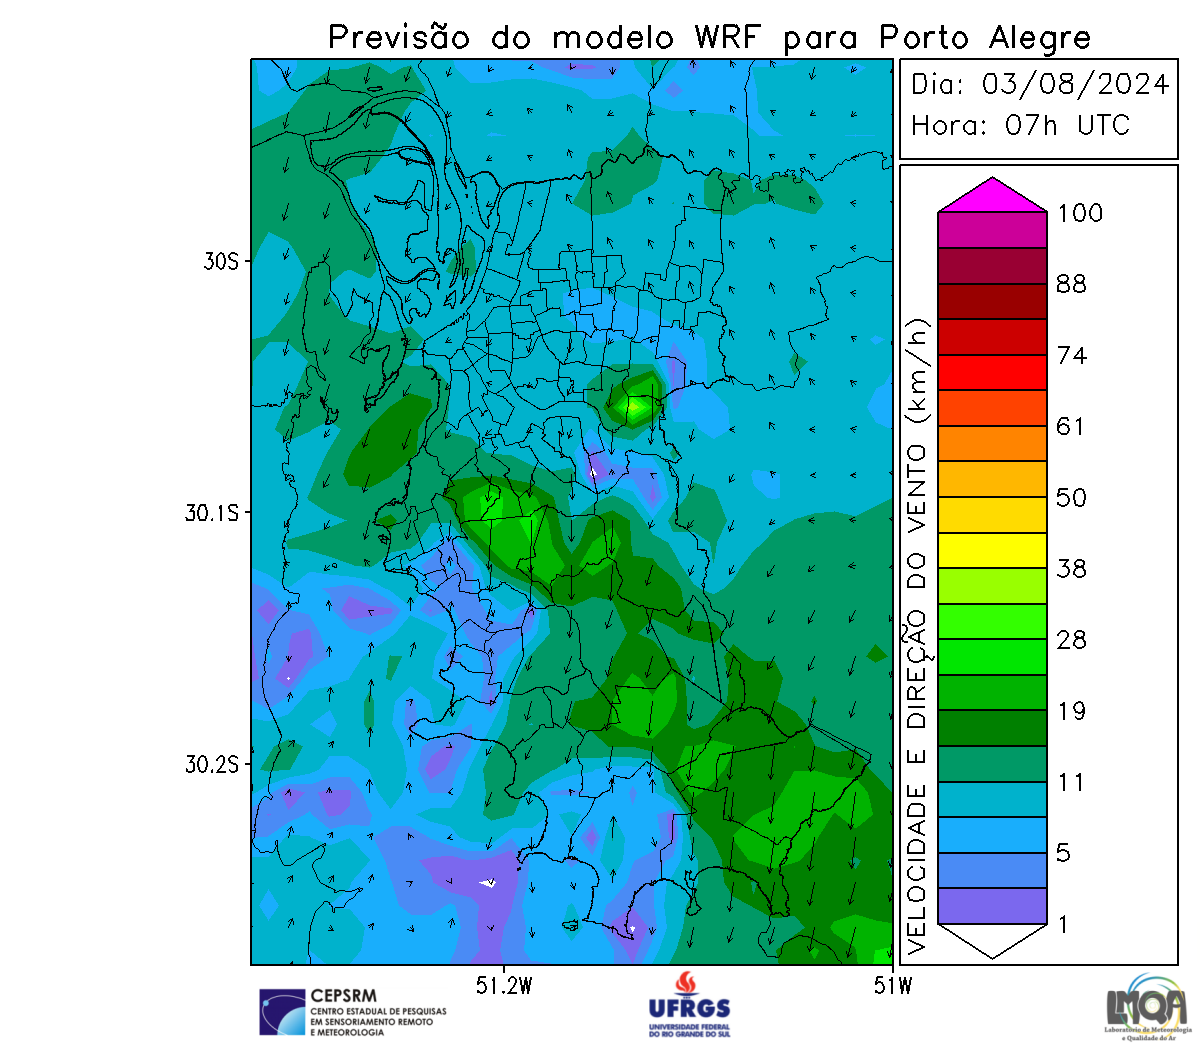 Previsão do modelo WRF para Porto Alegre
Dia: 03/08/2024
Hora: 07h UTC
100
88
74
61
50
38
28
19
11
5
1
VELOCIDADE E DIREÇÃO DO VENTO (km/h)
30S
30.1S
30.2S
51.2W
51W
CEPSRM
CENTRO ESTADUAL DE PESQUISAS
EM SENSORIAMENTO REMOTO
E METEOROLOGIA
UFRGS
UNIVERSIDADE FEDERAL
DO RIO GRANDE DO SUL
LMQA
Laboratório de Meteorologia
e Qualidade do Ar